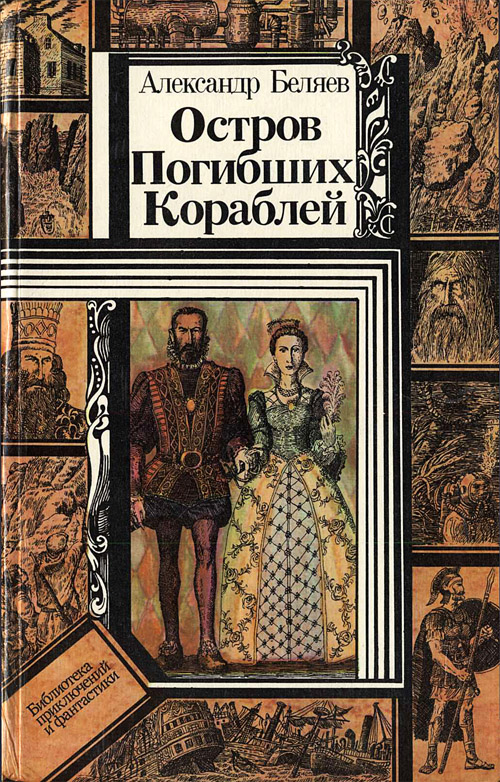 Александр Беляев
Остров
Погибших
Кораблей
Библиотека
приключений
и фантастики